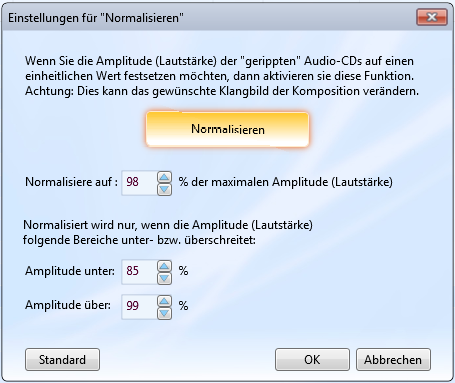 Einstellungen für "Normalisieren"
Wenn Sie die Amplitude (Lautstärke) der "gerippten" Audio-CDs auf einen
einheitlichen Wert festsetzen möchten, dann aktivieren sie diese Funktion.
Achtung: Dies kann das gewünschte Klangbild der Komposition verändern.
Normalisieren
Normalisiere auf : 98 % der maximalen Amplitude (Lautstärke)
Normalisiert wird nur, wenn die Amplitude (Lautstärke)
folgende Bereiche unter- bzw. überschreitet:
Amplitude unter: 85 %
Amplitude über: 99 %
Standard OK Abbrechen